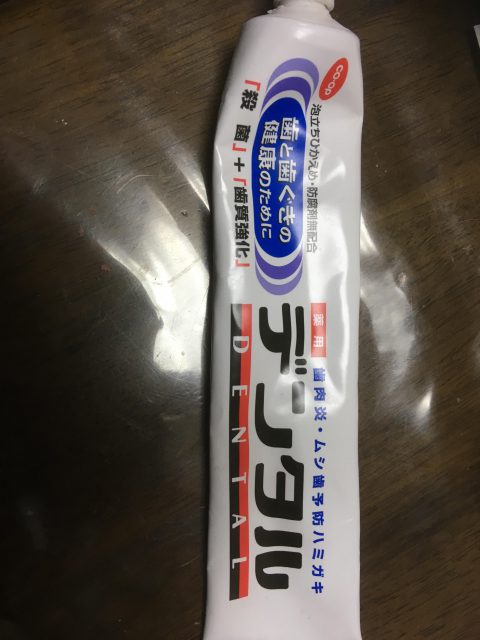 CO·OP
泡立ちひかえめ・防腐剤無配合
歯と歯ぐきの
健康のために
「殺菌」+「歯質強化」
薬用 歯肉炎・ムシ歯予防ハミガキ
デンタル
DENTAL